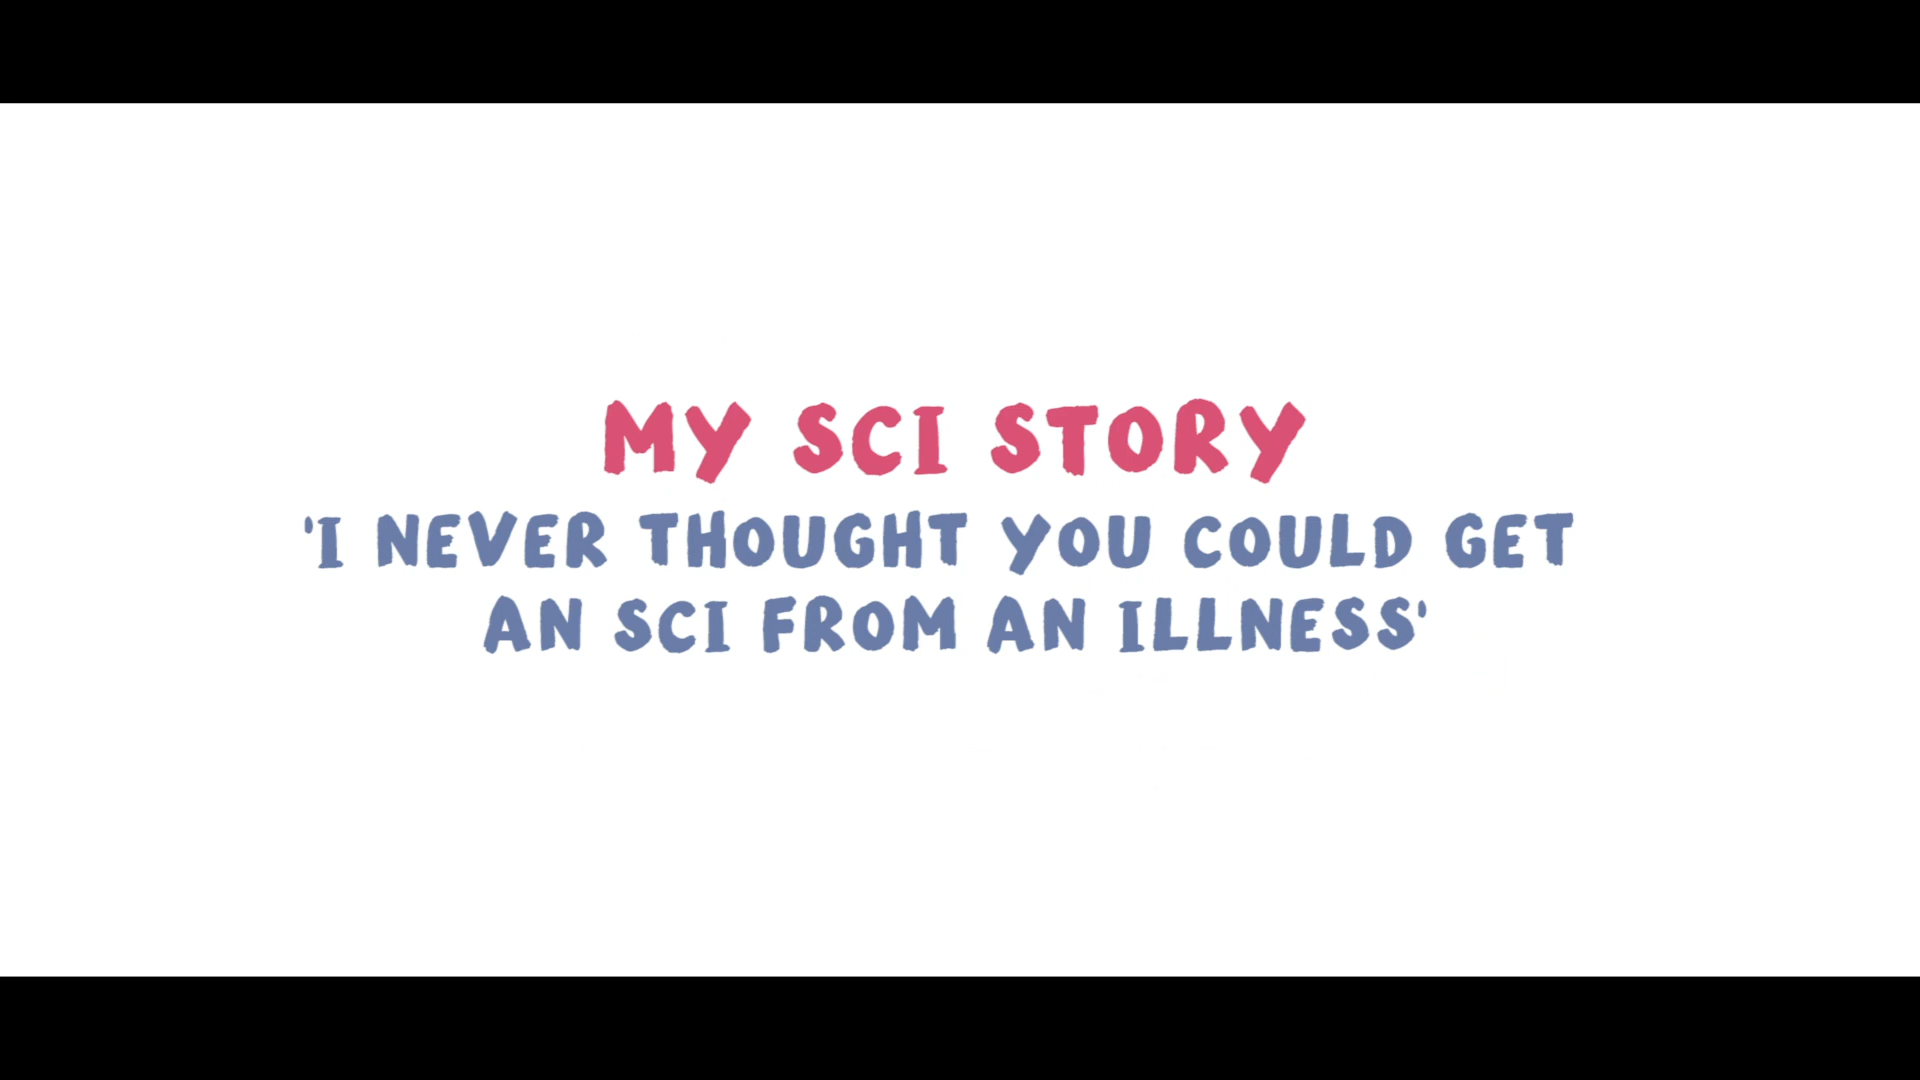 MY SCI STORY
'I NEVER THOUGHT YOU COULD GET
AN SCI FROM AN ILLNESS'